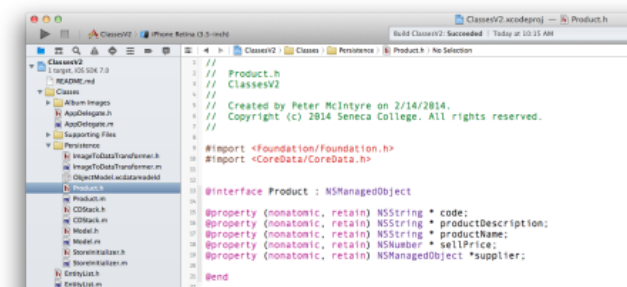 ClassesV2.xcodeproj — Product.h
ClassesV2 iPhone Retina (3.5-inch)
Build ClassesV2: Succeeded Today at 10:35 AM
ClassesV2 Classes Persistence Product.h No Selection
ClassesV2
1 target, iOS SDK 7.0
README.md
Classes
Album Images
AppDelegate.h
AppDelegate.m
Supporting Files
Persistence
ImageToDataTransformer.h
ImageToDataTransformer.m
ObjectModel.xcdatamodeld
Product.h
Product.m
CDStack.h
CDStack.m
Model.h
Model.m
StoreInitializer.h
StoreInitializer.m
EntityList.h
EntityList.m
//
// Product.h
// ClassesV2
//
// Created by Peter McIntyre on 2/14/2014.
// Copyright (c) 2014 Seneca College. All rights reserved.
//
#import <Foundation/Foundation.h>
#import <CoreData/CoreData.h>
@interface Product : NSManagedObject
@property (nonatomic, retain) NSString * code;
@property (nonatomic, retain) NSString * productDescription;
@property (nonatomic, retain) NSString * productName;
@property (nonatomic, retain) NSNumber * sellPrice;
@property (nonatomic, retain) NSManagedObject *supplier;
@end